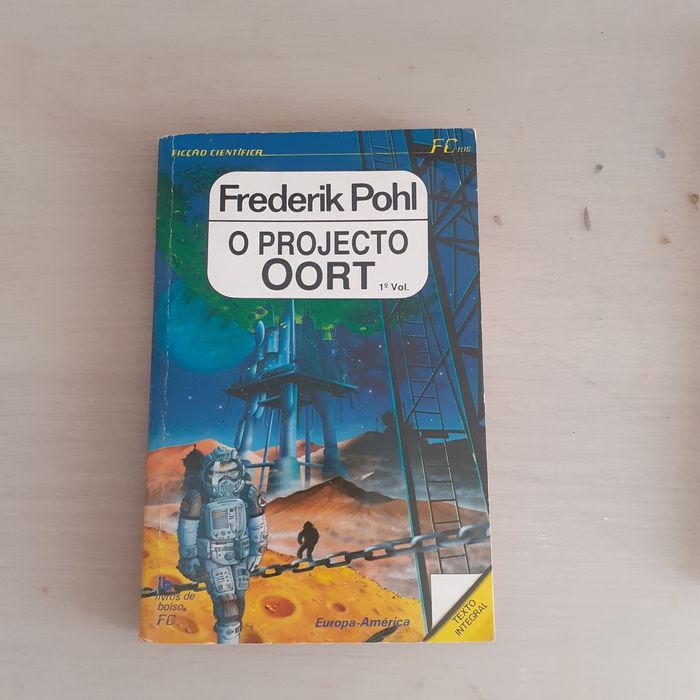 FICÇÃO CIENTÍFICA
FC
Frederik Pohl
O PROJECTO
OORT
1º Vol.
livros de
bolso
FC
Europa-América
TEXTO
INTEGRAL